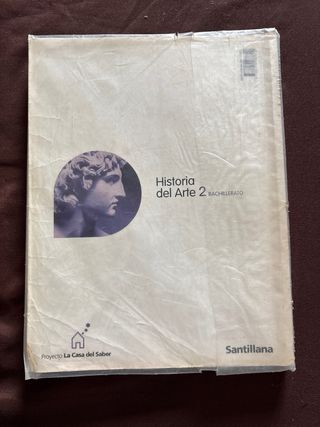 Historia
del Arte 2 BACHILLERATO
Proyecto La Casa del Saber
Santillana